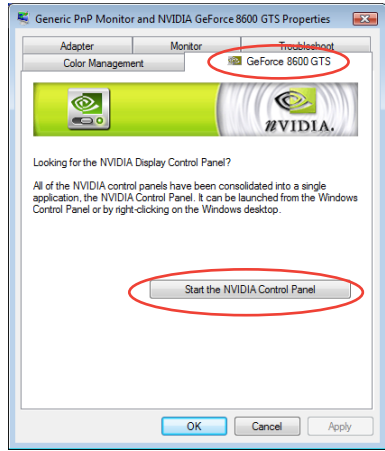 Generic PnP Monitor and NVIDIA GeForce 8600 GTS Properties
Adapter Monitor Troubleshoot
Color Management GeForce 8600 GTS
NVIDIA.
Looking for the NVIDIA Display Control Panel?
All of the NVIDIA control panels have been consolidated into a single
application, the NVIDIA Control Panel. It can be launched from the Windows
Control Panel or by right-clicking on the Windows desktop.
Start the NVIDIA Control Panel
OK Cancel Apply